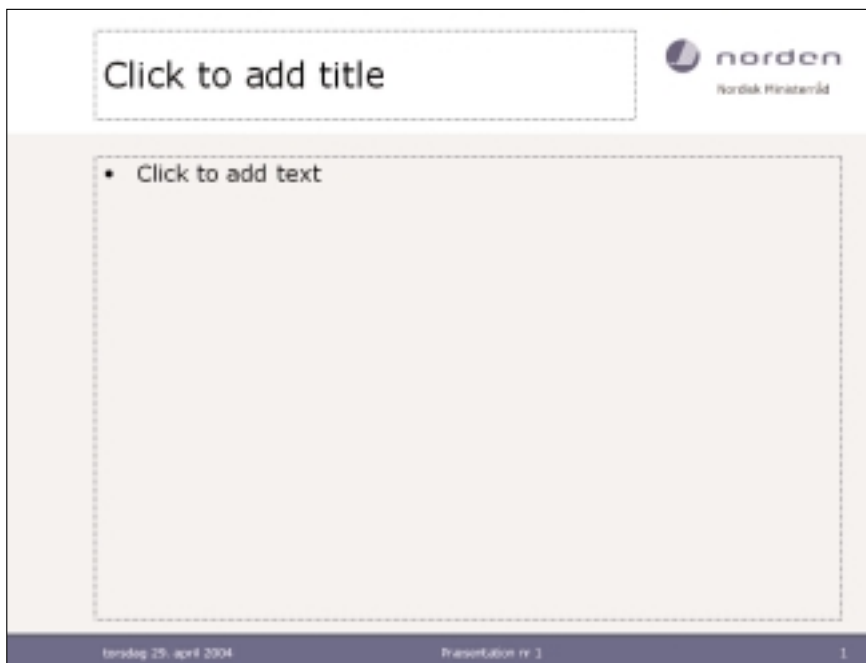 Click to add title
norden
Nordisk Ministerråd
• Click to add text
torsdag 29. april 2004
Præsentation nr 1
1